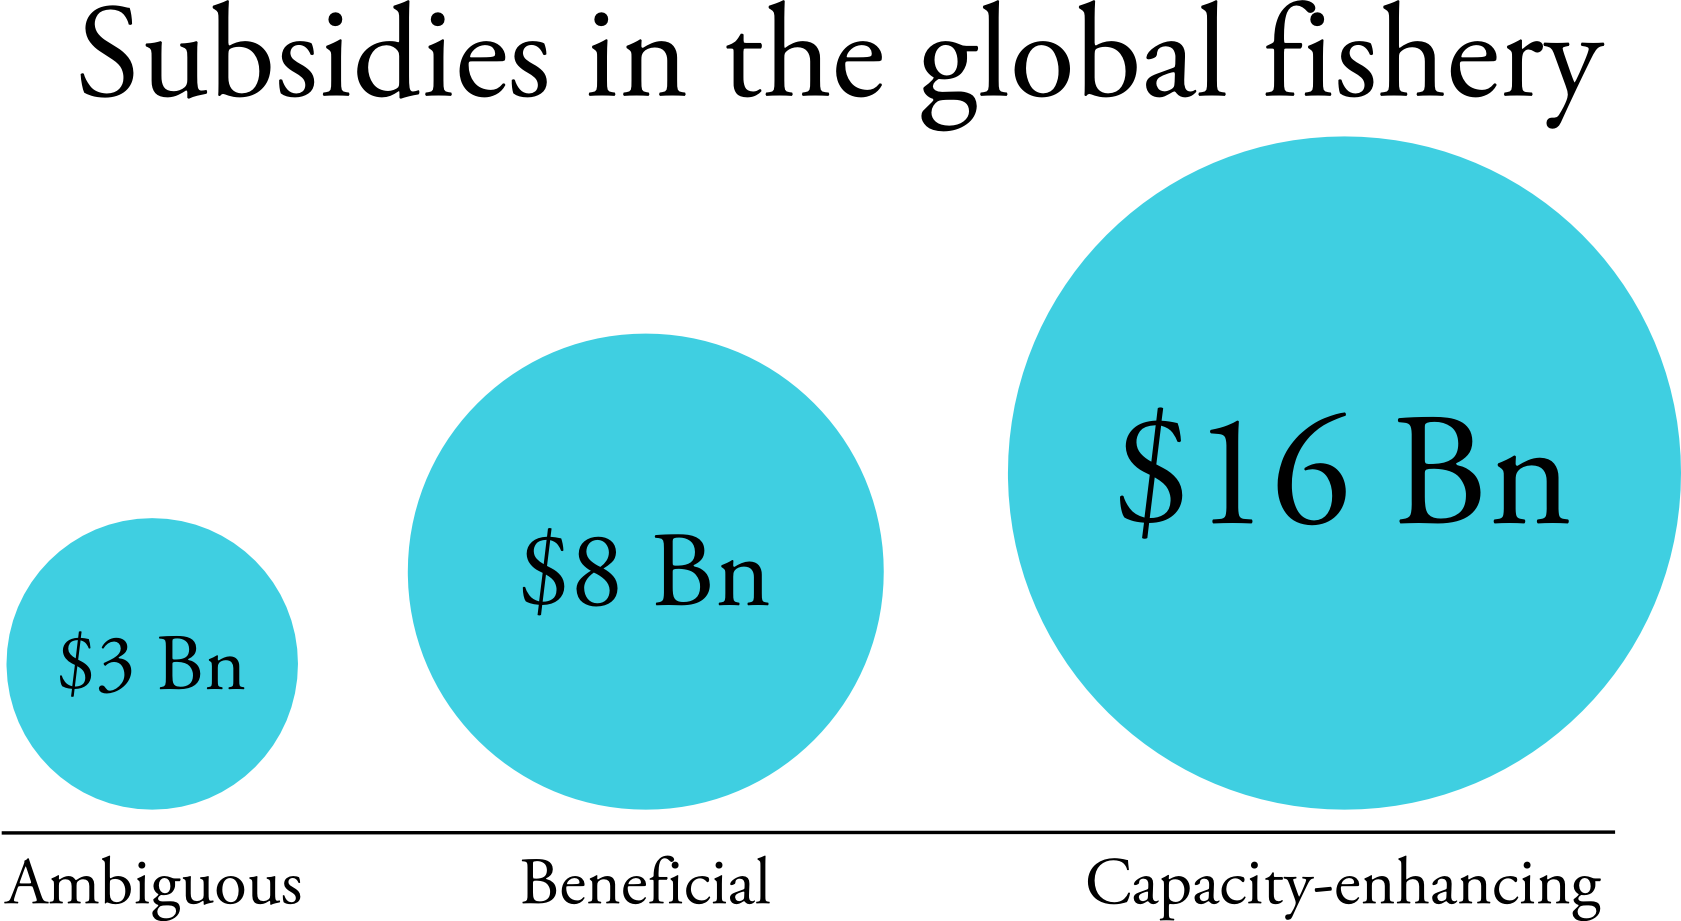 Subsidies in the global fishery
$3 Bn
$8 Bn
$16 Bn
Ambiguous
Beneficial
Capacity-enhancing